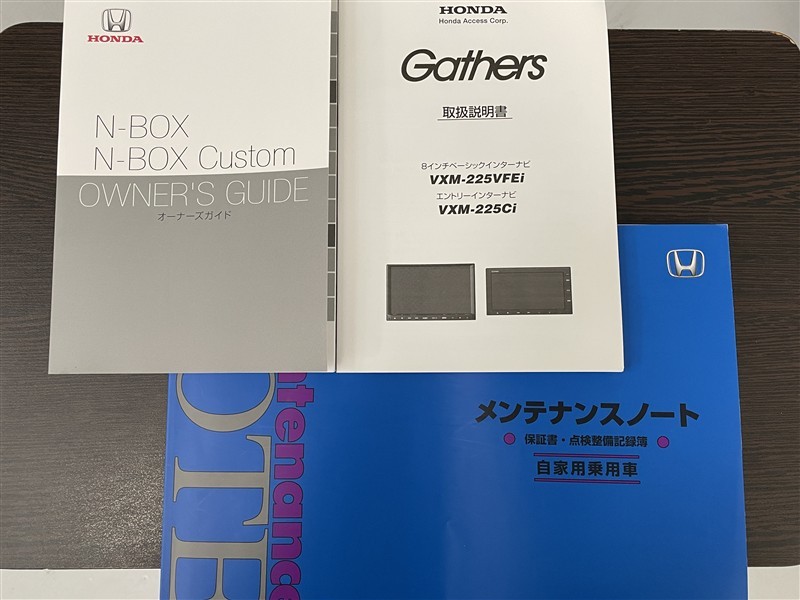 HONDA
N-BOX
N-BOX Custom
OWNER'S GUIDE
オーナーズガイド
HONDA
Honda Access Corp.
Gathers
取扱説明書
8インチベーシックインターナビ
VXM-225VFEi
エントリーインターナビ
VXM-225Ci
メンテナンスノート
保証書・点検整備記録簿
自家用乗用車
ntenance
OTE